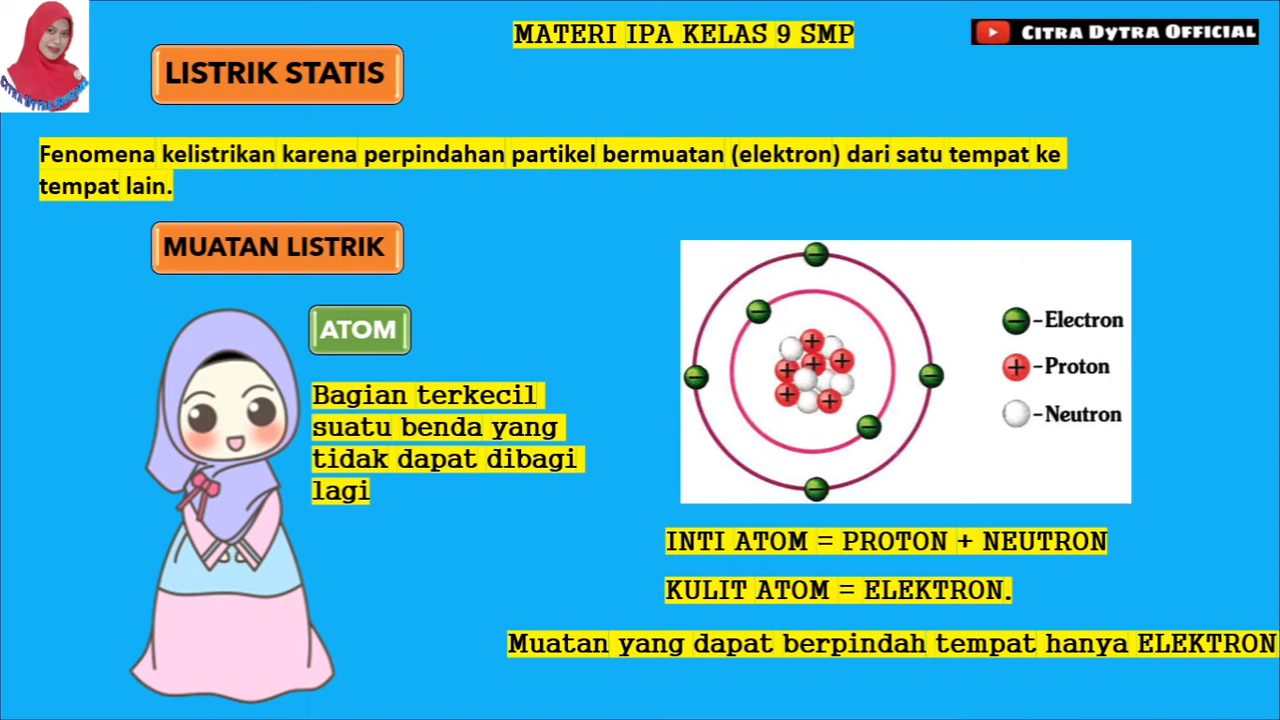 MATERI IPA KELAS 9 SMP
CITRA DYTRA OFFICIAL
LISTRIK STATIS
Fenomena kelistrikan karena perpindahan partikel bermuatan (elektron) dari satu tempat ke
tempat lain.
MUATAN LISTRIK
ATOM
Bagian terkecil
suatu benda yang
tidak dapat dibagi
lagi
-Electron
-Proton
-Neutron
INTI ATOM = PROTON + NEUTRON
KULIT ATOM = ELEKTRON.
Muatan yang dapat berpindah tempat hanya ELEKTRON